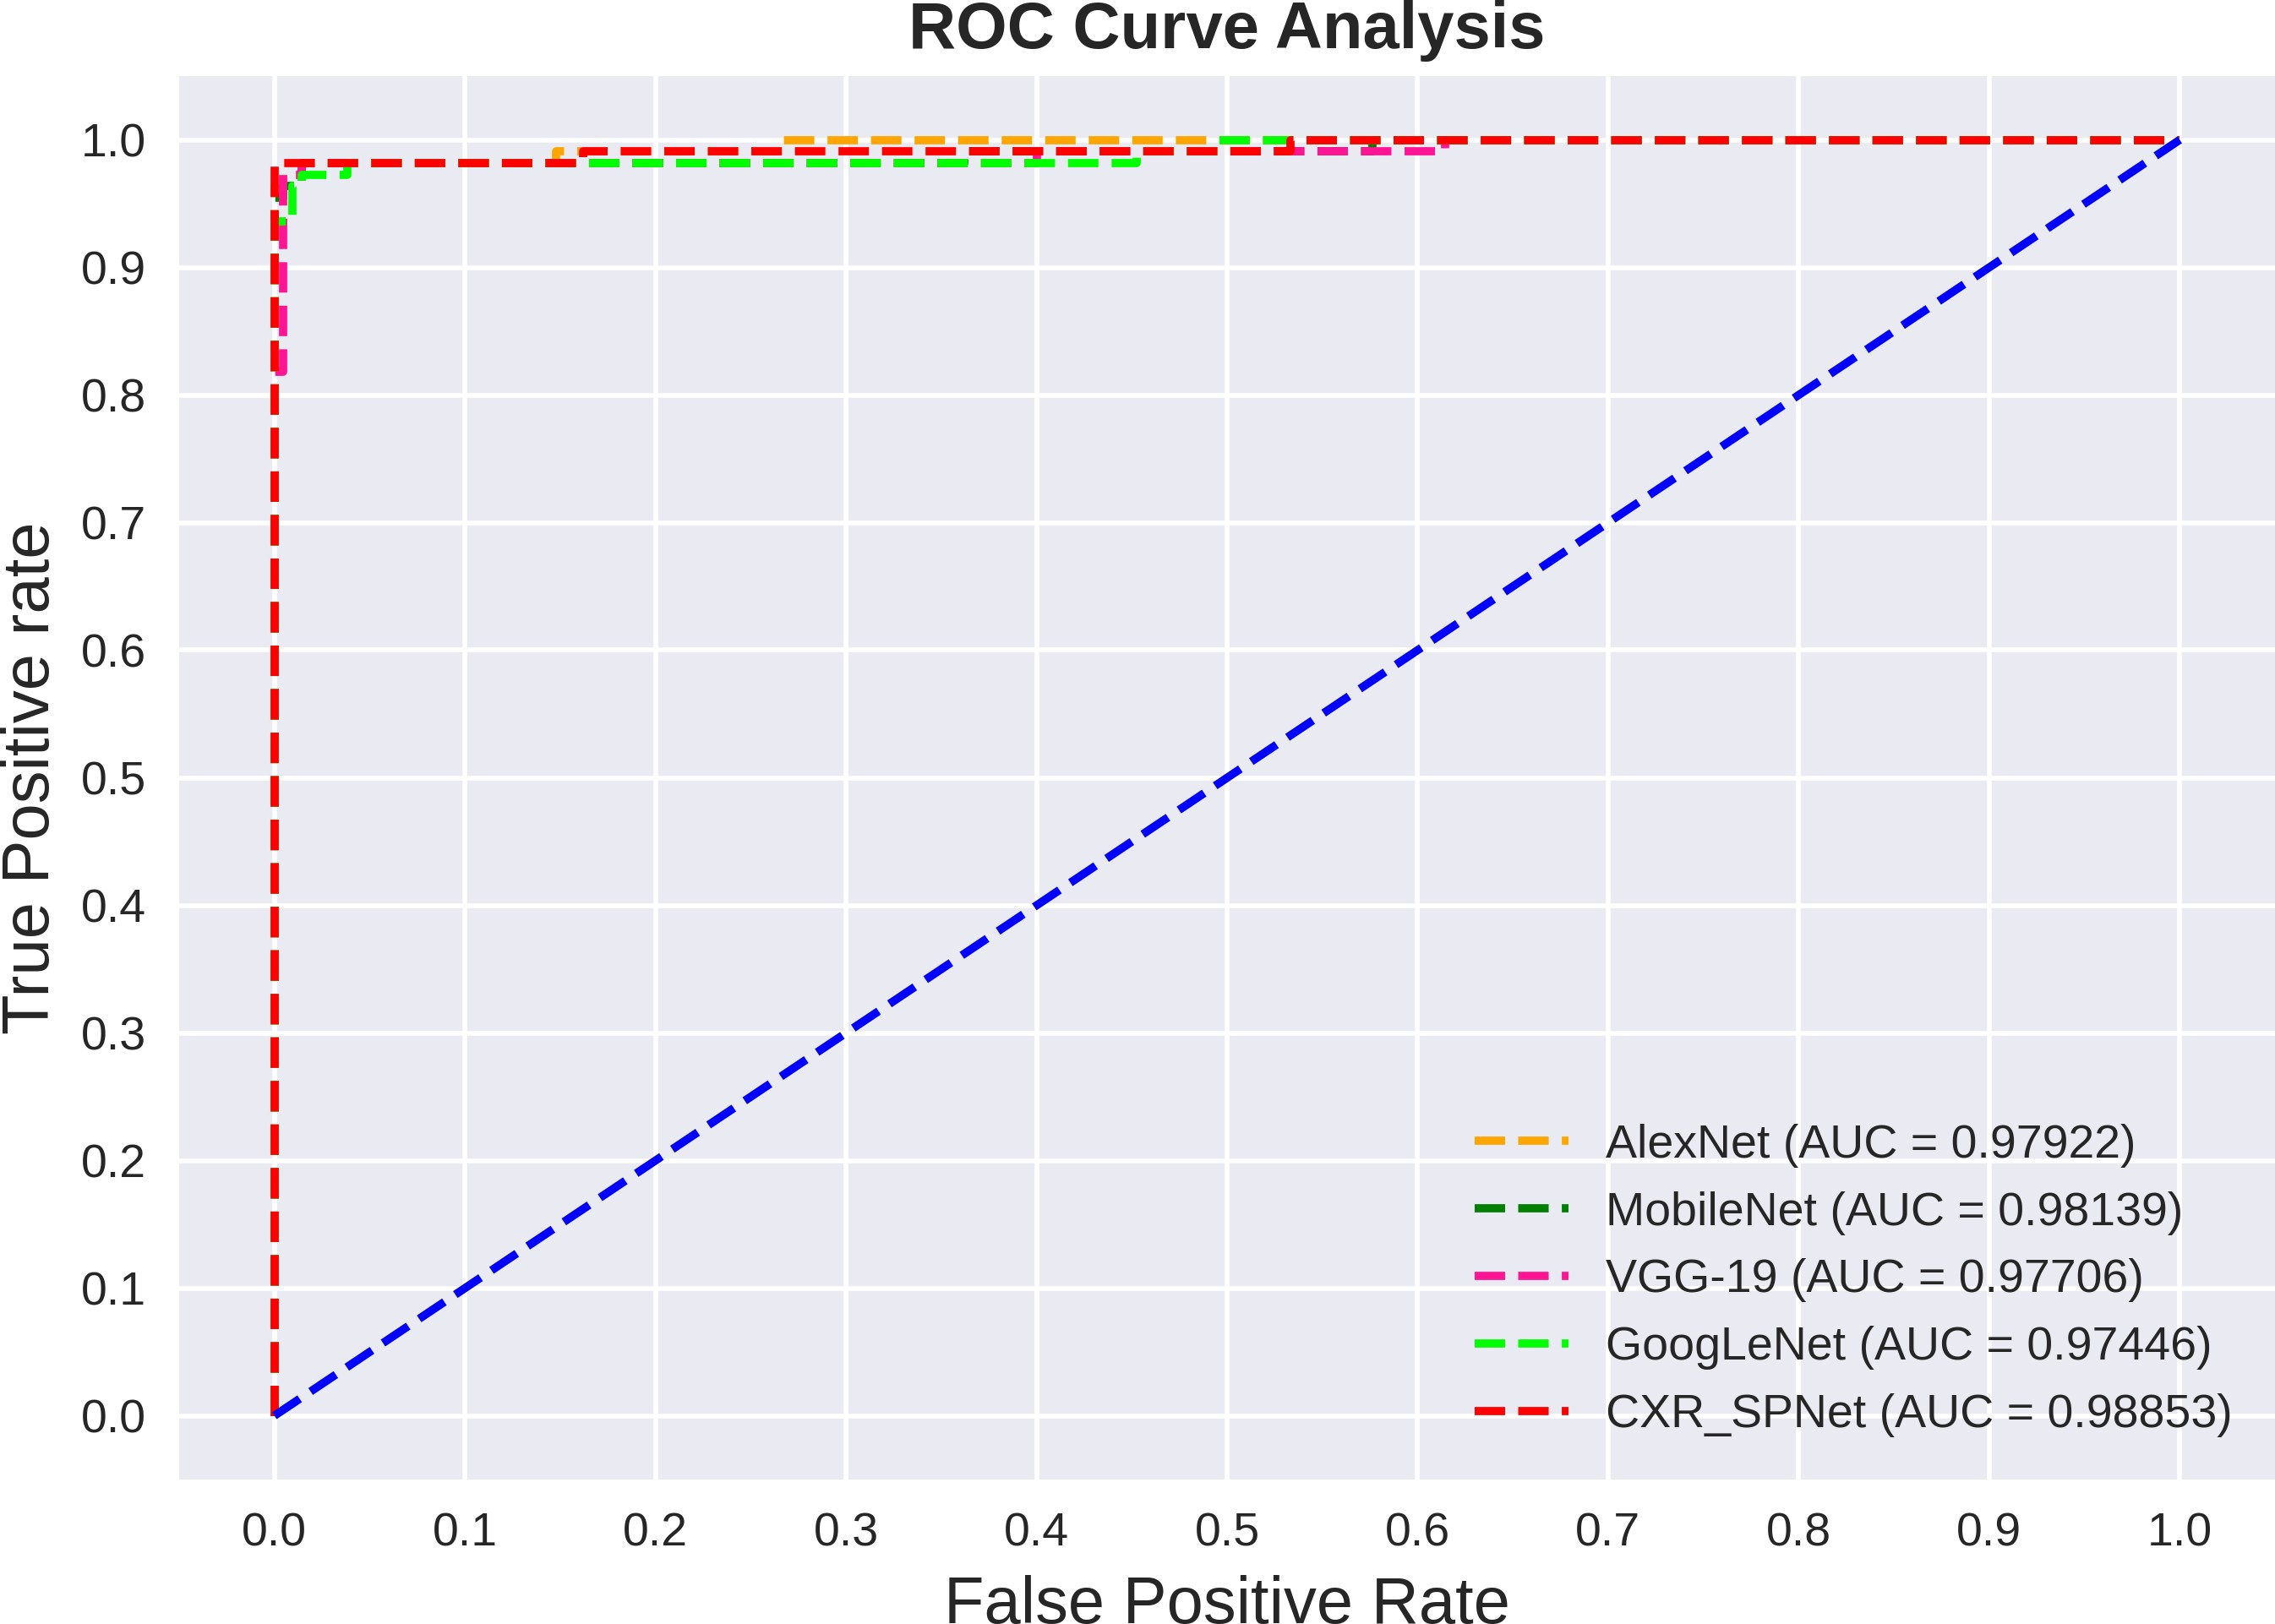 ROC Curve Analysis
True Positive rate
1.0
0.9
0.8
0.7
0.6
0.5
0.4
0.3
0.2
0.1
0.0
AlexNet (AUC = 0.97922)
MobileNet (AUC = 0.98139)
VGG-19 (AUC = 0.97706)
GoogLeNet (AUC = 0.97446)
CXR_SPNet (AUC = 0.98853)
0.0 0.1 0.2 0.3 0.4 0.5 0.6 0.7 0.8 0.9 1.0
False Positive Rate